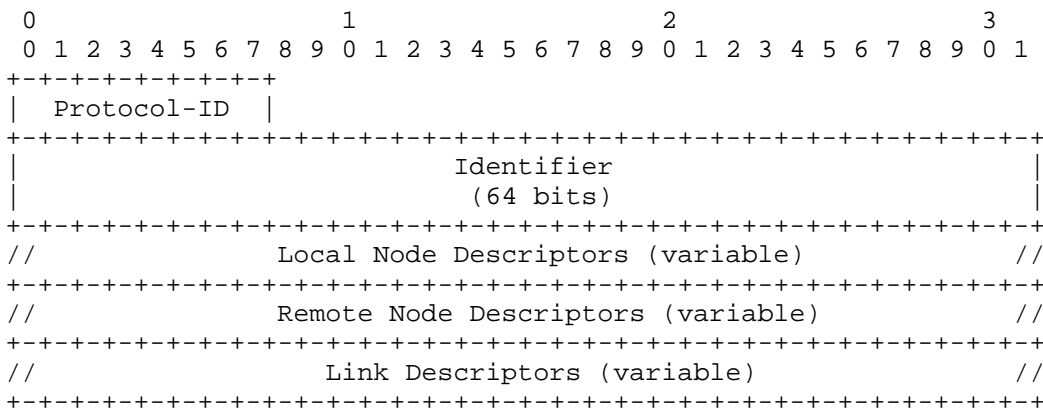 0                   1                   2                   3
 0 1 2 3 4 5 6 7 8 9 0 1 2 3 4 5 6 7 8 9 0 1 2 3 4 5 6 7 8 9 0 1
+-+-+-+-+-+-+-+-+
|  Protocol-ID  |
+-+-+-+-+-+-+-+-+-+-+-+-+-+-+-+-+-+-+-+-+-+-+-+-+-+-+-+-+-+-+-+-+
|                           Identifier                          |
|                            (64 bits)                          |
+-+-+-+-+-+-+-+-+-+-+-+-+-+-+-+-+-+-+-+-+-+-+-+-+-+-+-+-+-+-+-+-+
//               Local Node Descriptors (variable)             //
+-+-+-+-+-+-+-+-+-+-+-+-+-+-+-+-+-+-+-+-+-+-+-+-+-+-+-+-+-+-+-+-+
//               Remote Node Descriptors (variable)            //
+-+-+-+-+-+-+-+-+-+-+-+-+-+-+-+-+-+-+-+-+-+-+-+-+-+-+-+-+-+-+-+-+
//                  Link Descriptors (variable)                //
+-+-+-+-+-+-+-+-+-+-+-+-+-+-+-+-+-+-+-+-+-+-+-+-+-+-+-+-+-+-+-+-+